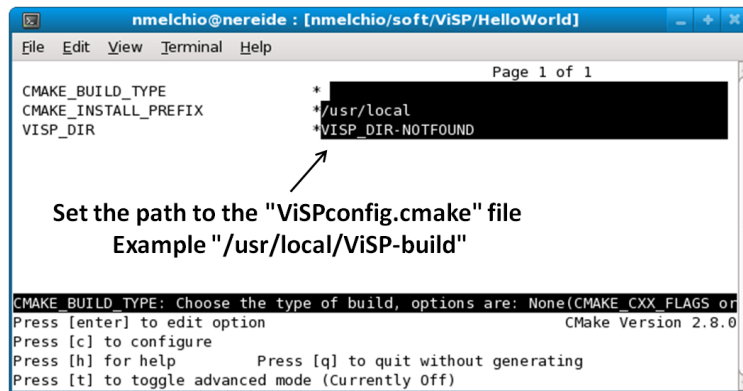 nmelchio@nereide : [nmelchio/soft/ViSP/HelloWorld]
File Edit View Terminal Help
Page 1 of 1
CMAKE_BUILD_TYPE *
CMAKE_INSTALL_PREFIX */usr/local
VISP_DIR *VISP_DIR-NOTFOUND
Set the path to the "ViSPconfig.cmake" file
Example "/usr/local/ViSP-build"
CMAKE_BUILD_TYPE: Choose the type of build, options are: None(CMAKE_CXX_FLAGS or
Press [enter] to edit option CMake Version 2.8.0
Press [c] to configure
Press [h] for help Press [q] to quit without generating
Press [t] to toggle advanced mode (Currently Off)